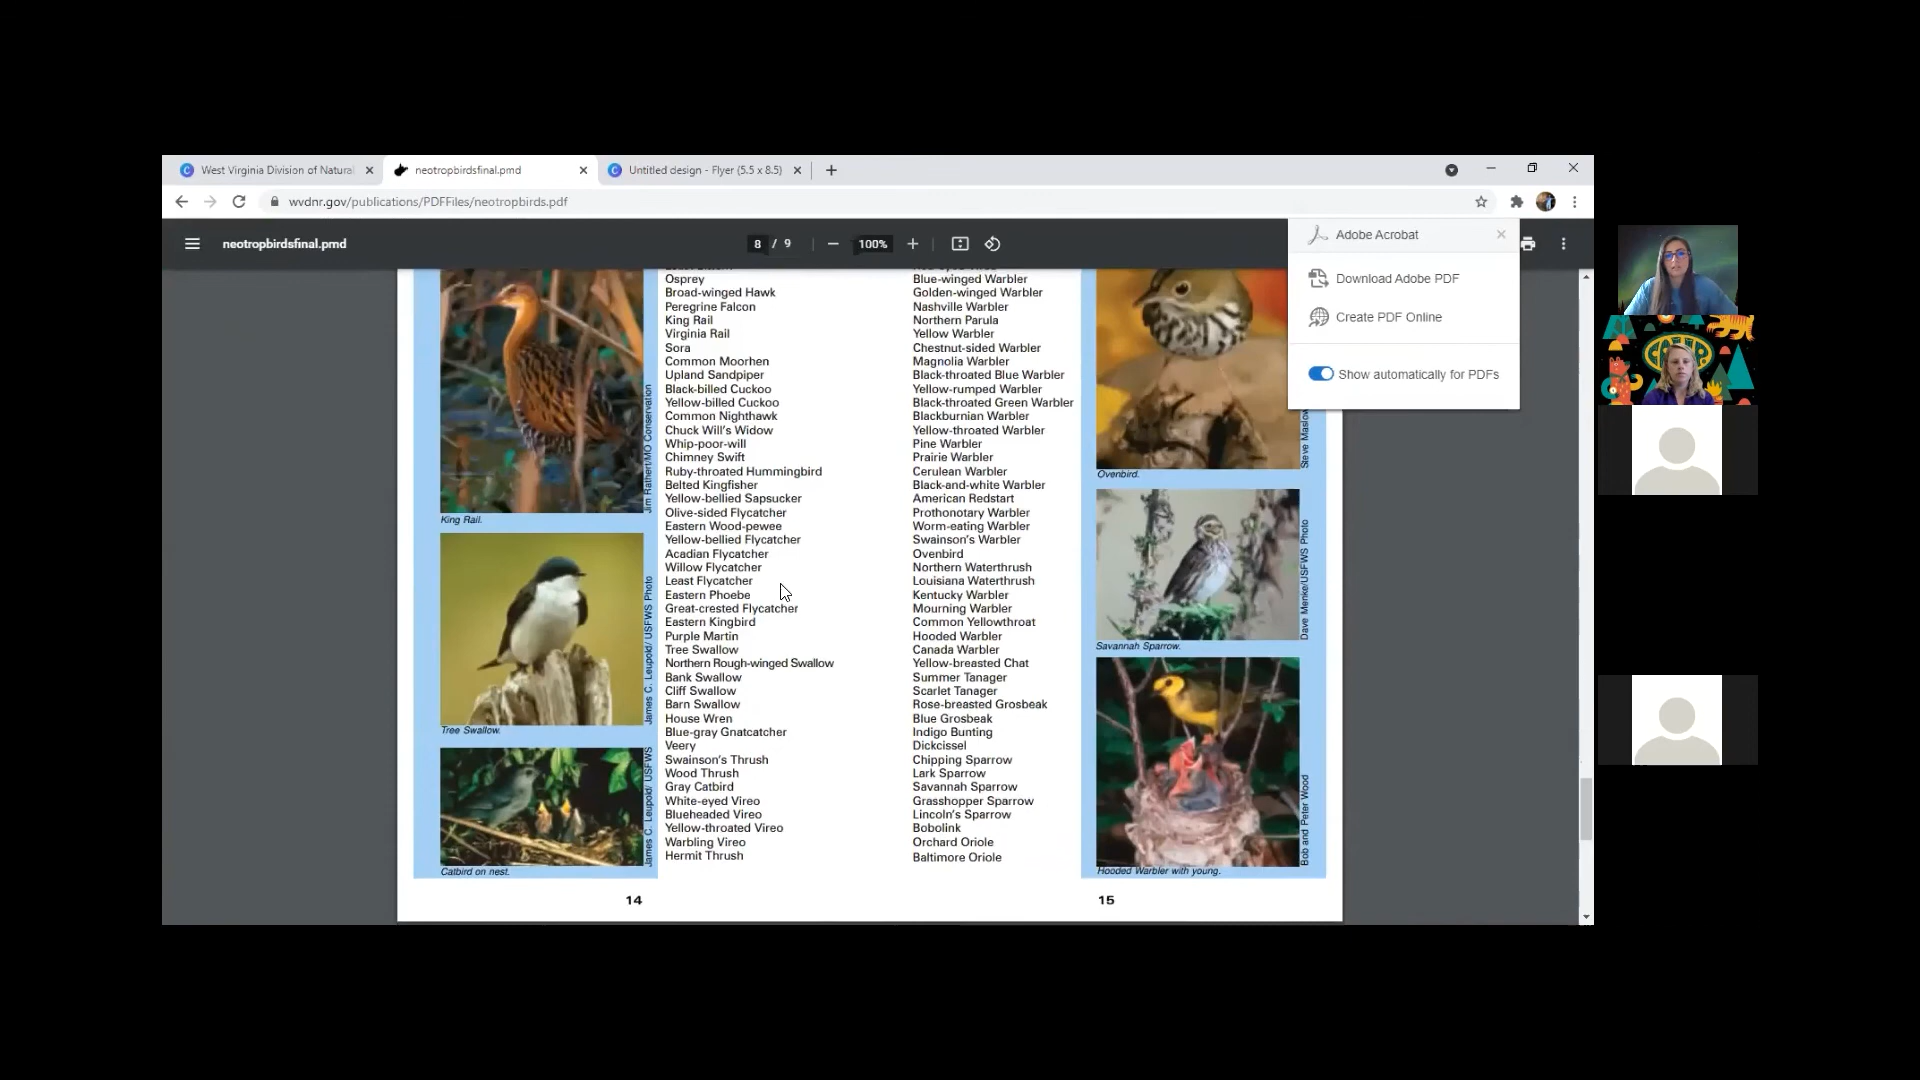 West Virginia Division of Natural
neotropbirdsfinal.pmd
Untitled design - Flyer (5.5 x 8.5)
wvdnr.gov/publications/PDFFiles/neotropbirds.pdf
neotropbirdsfinal.pmd
8 / 9
100%
Adobe Acrobat
Download Adobe PDF
Create PDF Online
Show automatically for PDFs
Jim Rathert/MO Conservation
King Rail.
James C. Leupold/ USFWS Photo
Tree Swallow.
James C. Leupold/ USFWS
Catbird on nest.
Osprey
Broad-winged Hawk
Peregrine Falcon
King Rail
Virginia Rail
Sora
Common Moorhen
Upland Sandpiper
Black-billed Cuckoo
Yellow-billed Cuckoo
Common Nighthawk
Chuck Will's Widow
Whip-poor-will
Chimney Swift
Ruby-throated Hummingbird
Belted Kingfisher
Yellow-bellied Sapsucker
Olive-sided Flycatcher
Eastern Wood-pewee
Yellow-bellied Flycatcher
Acadian Flycatcher
Willow Flycatcher
Least Flycatcher
Eastern Phoebe
Great-crested Flycatcher
Eastern Kingbird
Purple Martin
Tree Swallow
Northern Rough-winged Swallow
Bank Swallow
Cliff Swallow
Barn Swallow
House Wren
Blue-gray Gnatcatcher
Veery
Swainson's Thrush
Wood Thrush
Gray Catbird
White-eyed Vireo
Blueheaded Vireo
Yellow-throated Vireo
Warbling Vireo
Hermit Thrush
14
Blue-winged Warbler
Golden-winged Warbler
Nashville Warbler
Northern Parula
Yellow Warbler
Chestnut-sided Warbler
Magnolia Warbler
Black-throated Blue Warbler
Yellow-rumped Warbler
Black-throated Green Warbler
Blackburnian Warbler
Yellow-throated Warbler
Pine Warbler
Prairie Warbler
Cerulean Warbler
Black-and-white Warbler
American Redstart
Prothonotary Warbler
Worm-eating Warbler
Swainson's Warbler
Ovenbird
Northern Waterthrush
Louisiana Waterthrush
Kentucky Warbler
Mourning Warbler
Common Yellowthroat
Hooded Warbler
Canada Warbler
Yellow-breasted Chat
Summer Tanager
Scarlet Tanager
Rose-breasted Grosbeak
Blue Grosbeak
Indigo Bunting
Dickcissel
Chipping Sparrow
Lark Sparrow
Savannah Sparrow
Grasshopper Sparrow
Lincoln's Sparrow
Bobolink
Orchard Oriole
Baltimore Oriole
15
Steve
Ovenbird.
Dave Menke/USFWS Photo
Savannah Sparrow.
Bob and Peter Wood
Hooded Warbler with young.